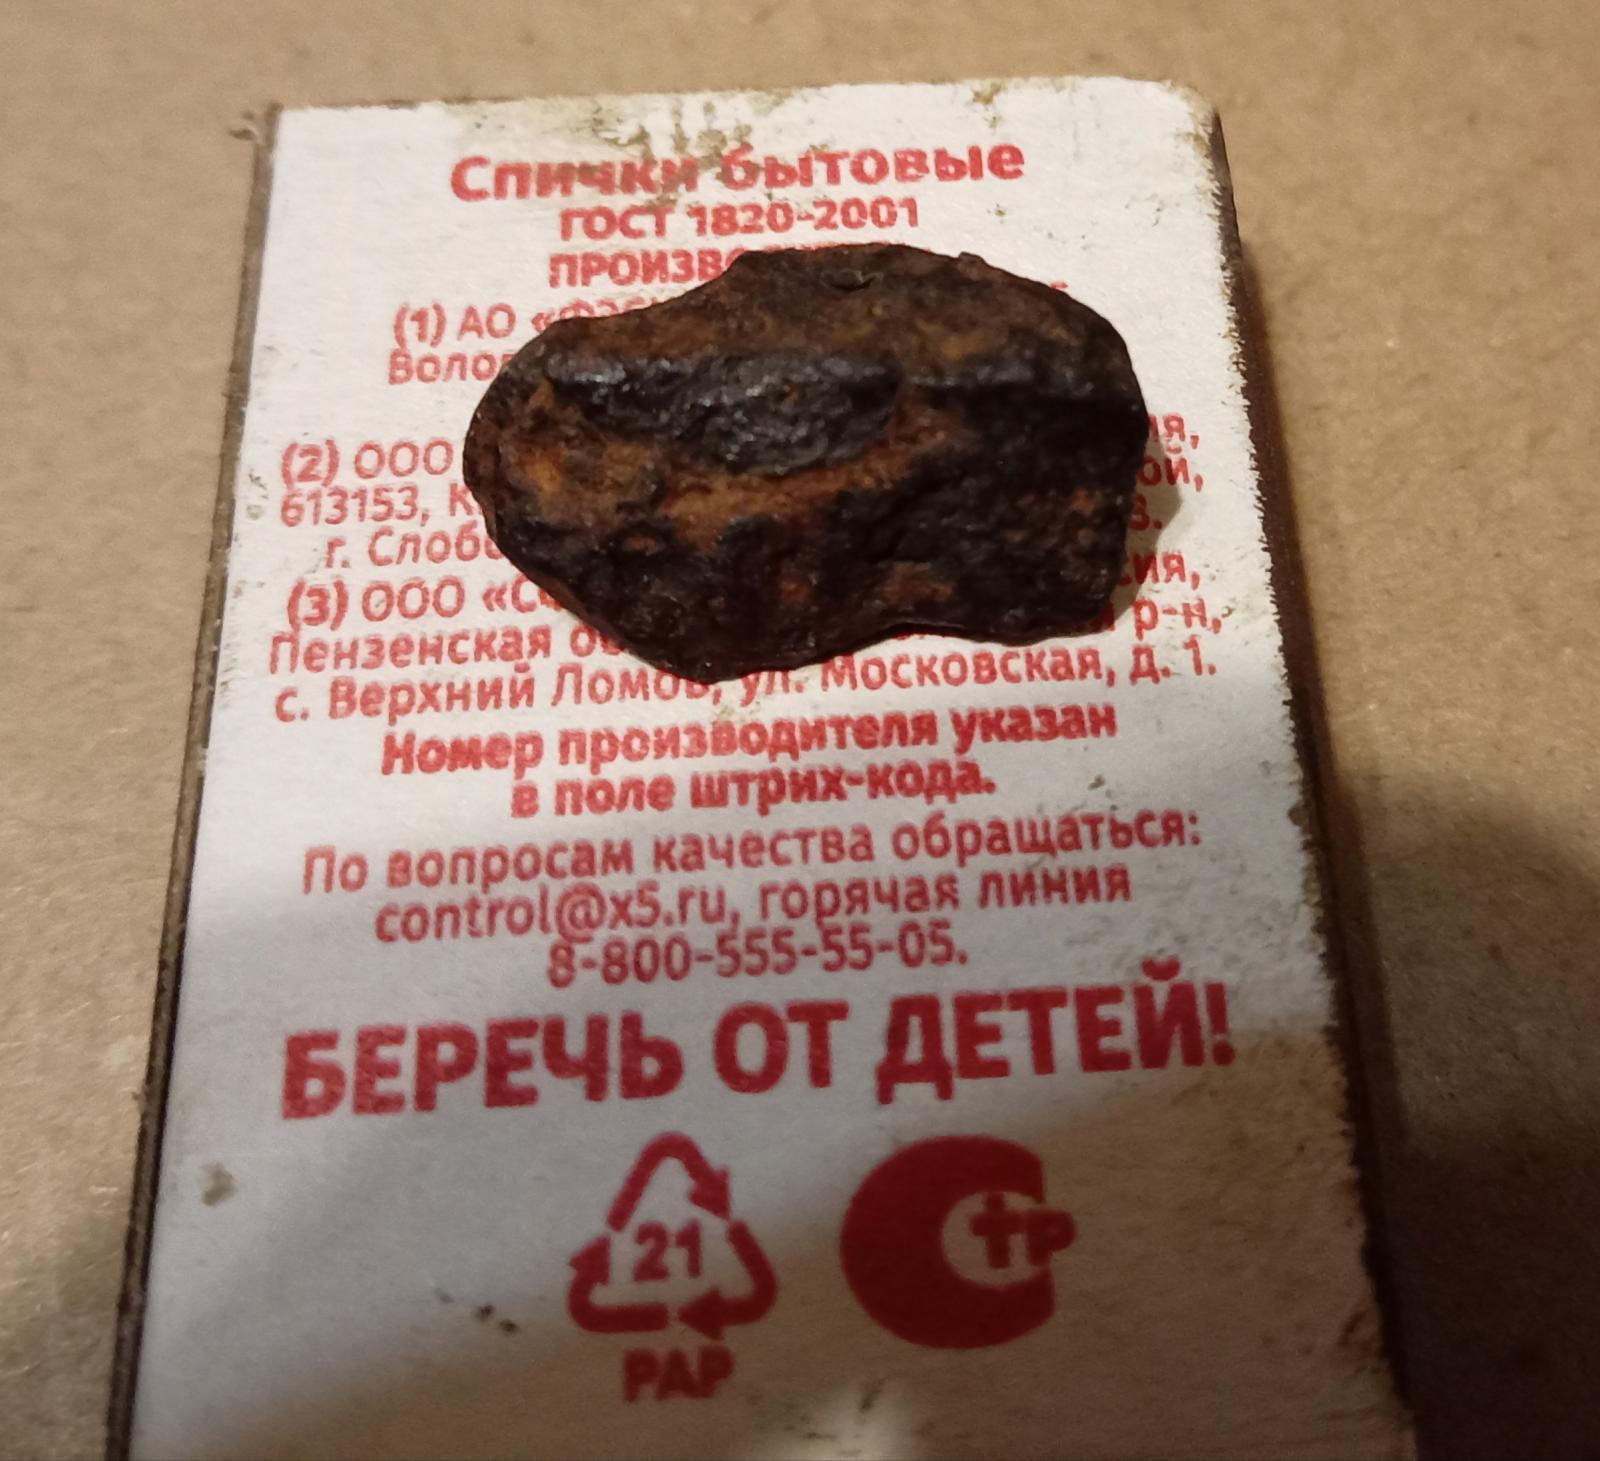 Спички бытовые
ГОСТ 1820-2001
(1) АО
(2) ООО
613153,
г.
(3) ООО
Пензенская р-н,
с. Верхний Ломов, ул. Московская, д. 1.
Номер производителя указан
в поле штрих-кода.
По вопросам качества обращаться:
control@x5.ru, горячая линия
8-800-555-55-05.
БЕРЕЧЬ ОТ ДЕТЕЙ!
21
PAP
тр